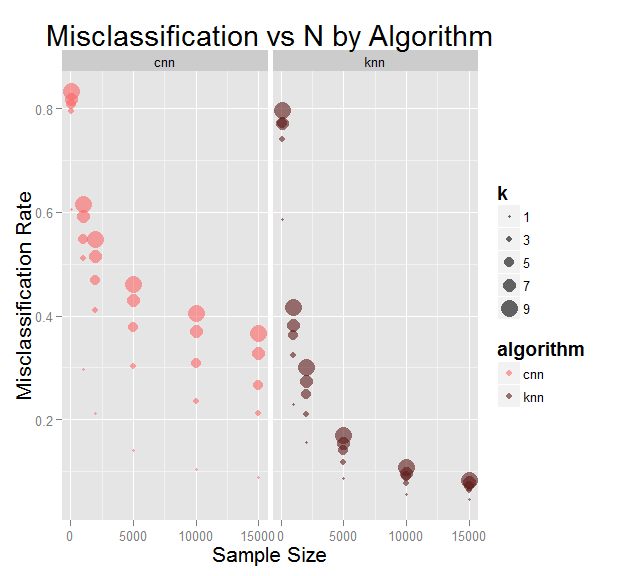 Misclassification vs N by Algorithm
cnn
knn
0.8
0.6
0.4
0.2
Misclassification Rate
0 5000 10000 15000
0 5000 10000 15000
Sample Size
k
1
3
5
7
9
algorithm
cnn
knn